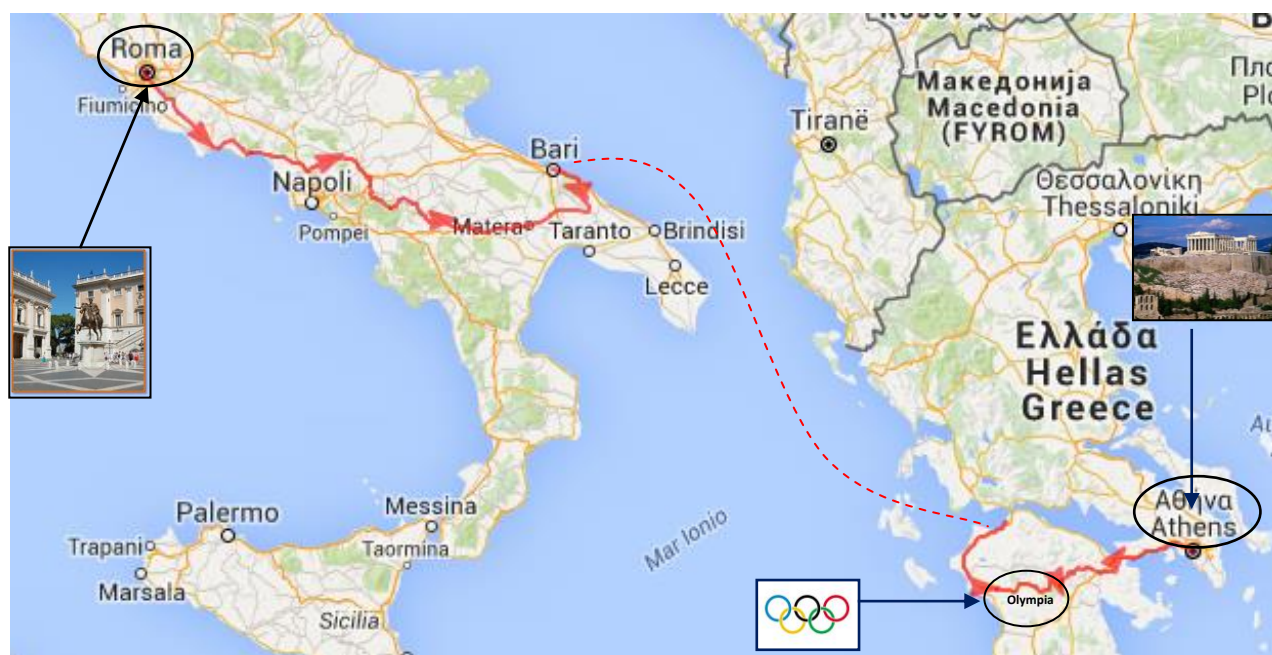 Roma
Fiumicino
Napoli
Pompei
Bari
Matera
Taranto
Brindisi
Lecce
Tiranë
Македонија
Macedonia
(FYROM)
Θεσσαλονίκη
Thessaloniki
Ελλάδα
Hellas
Greece
Αθήνα
Athens
Olympia
Mar Ionio
Messina
Palermo
Trapani
Taormina
Marsala
Sicilia